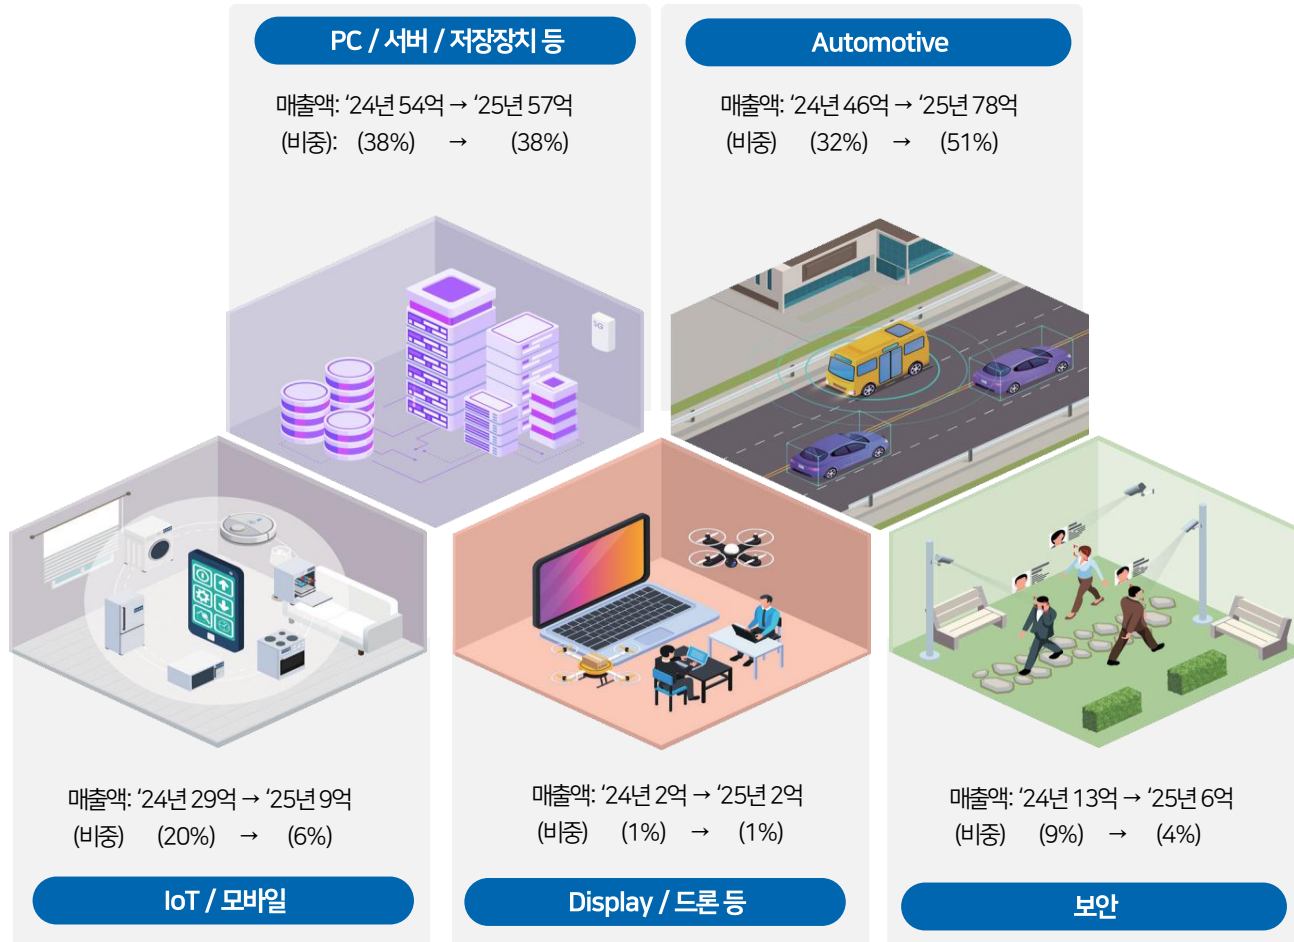 PC / 서버 / 저장장치 등
매출액: ‘24년 54억 → ‘25년 57억
(비중): (38%) → (38%)
Automotive
매출액: ‘24년 46억 → ‘25년 78억
(비중) (32%) → (51%)
5G
매출액: ‘24년 29억 → ‘25년 9억
(비중) (20%) → (6%)
IoT / 모바일
매출액: ‘24년 2억 → ‘25년 2억
(비중) (1%) → (1%)
Display / 드론 등
매출액: ‘24년 13억 → ‘25년 6억
(비중) (9%) → (4%)
보안